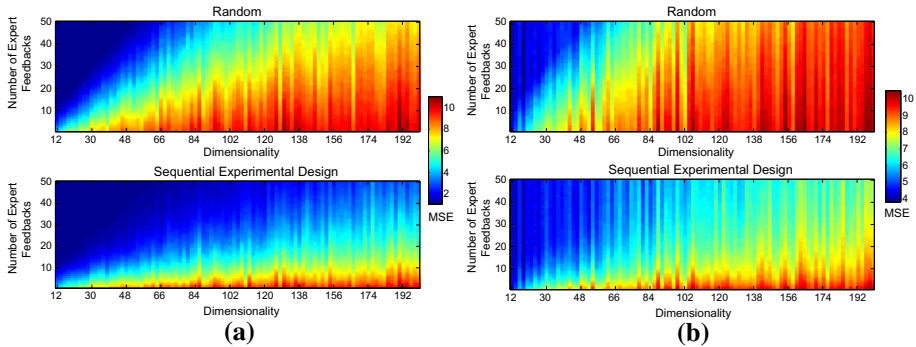 Random
Number of Expert
Feedbacks
50
40
30
20
10
12 30 48 66 84 102 120 138 156 174 192
Dimensionality
Sequential Experimental Design
Number of Expert
Feedbacks
50
40
30
20
10
12 30 48 66 84 102 120 138 156 174 192
Dimensionality
10
8
6
4
2
MSE
(a)
Random
Number of Expert
Feedbacks
50
40
30
20
10
12 30 48 66 84 102 120 138 156 174 192
Dimensionality
Sequential Experimental Design
Number of Expert
Feedbacks
50
40
30
20
10
12 30 48 66 84 102 120 138 156 174 192
Dimensionality
10
9
8
7
6
5
4
MSE
(b)